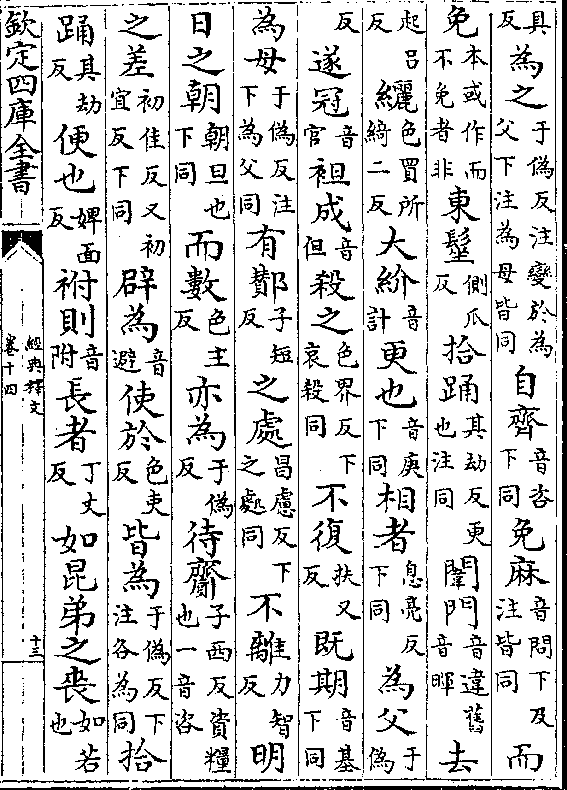 具反為之于偽反注變於為父下注為母皆同自齊音咨下同免麻音問下及注皆同而
免本或作而不免者非東髽側瓜反拾踊其劫反更也注同闈門音違舊音暉去
起呂反纚色買所綺二反大紒音計更也音庚下同相者息亮反下同為父于偽
反遂冠音官袒成音但殺之色界反下哀殺同不復扶又反既期音基下同
為母于偽反注下為父同有酇子短反之處昌慮反下之處同不離力智反明
日之朝朝旦也下同而數色主反亦為于偽反待齎子西反資糧也一音咨
之差初佳反又初宜反下同辟為音避使於色吏反皆為于偽反下注各為同拾
踊其劫反便也婢面反祔則音附長者丁丈反如昆弟之喪如若也
欽定四庫全書
經典釋文
卷十四
十三